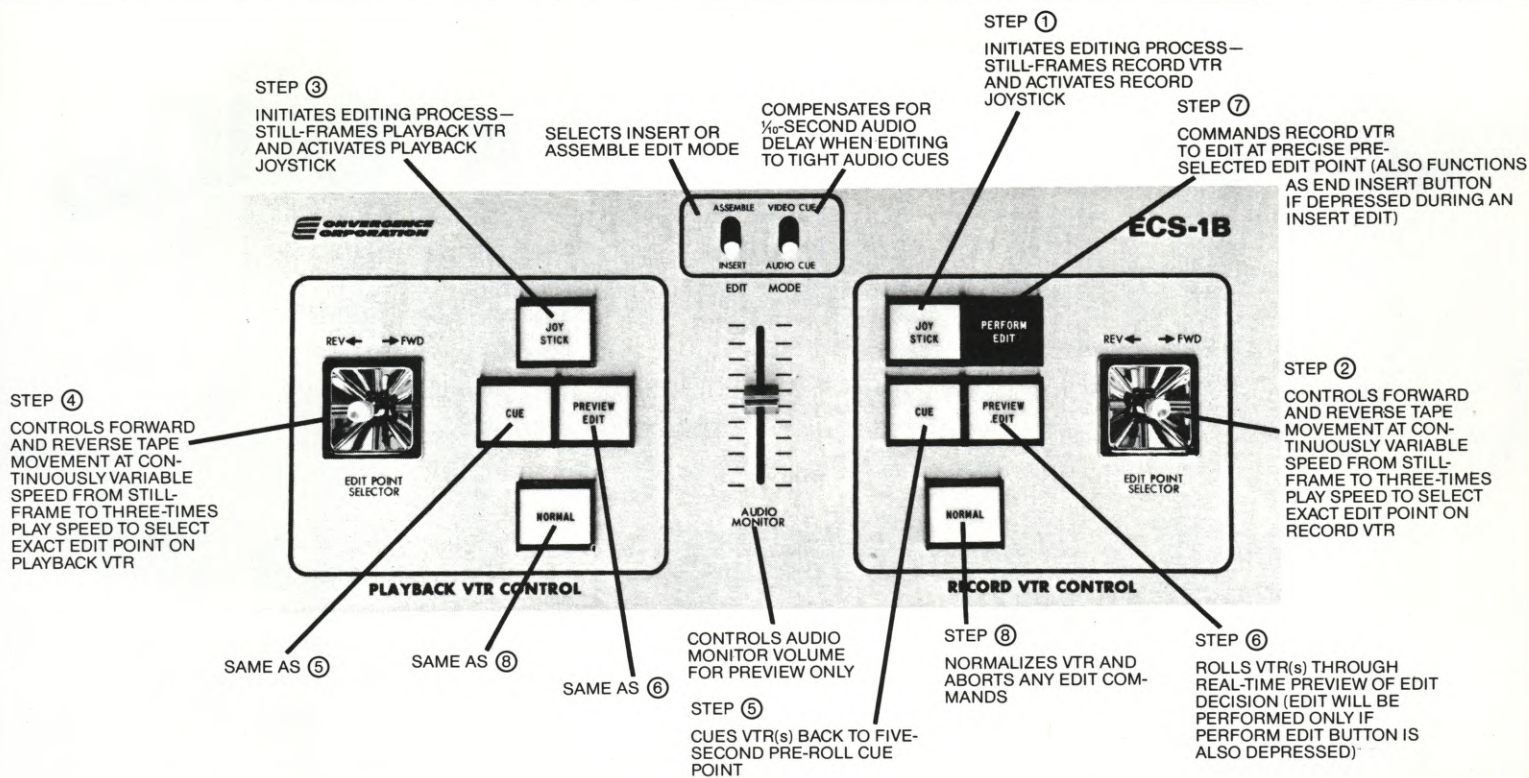 STEP ①
INITIATES EDITING PROCESS—
STILL-FRAMES RECORD VTR
AND ACTIVATES RECORD
JOYSTICK
STEP ③
INITIATES EDITING PROCESS—
STILL-FRAMES PLAYBACK VTR
AND ACTIVATES PLAYBACK
JOYSTICK
SELECTS INSERT OR
ASSEMBLE EDIT MODE
COMPENSATES FOR
1/10-SECOND AUDIO
DELAY WHEN EDITING
TO TIGHT AUDIO CUES
STEP ⑦
COMMANDS RECORD VTR
TO EDIT AT PRECISE PRE-
SELECTED EDIT POINT (ALSO FUNCTIONS
AS END INSERT BUTTON
IF DEPRESSED DURING AN
INSERT EDIT)
CONVERGENCE
CORPORATION
ASSEMBLE
VIDEO CUE
INSERT
AUDIO CUE
EDIT MODE
ECS-1B
JOY
STICK
REV← →FWD
CUE
PREVIEW
EDIT
EDIT POINT
SELECTOR
NORMAL
PLAYBACK VTR CONTROL
AUDIO
MONITOR
JOY
STICK
PERFORM
EDIT
REV← →FWD
CUE
PREVIEW
EDIT
EDIT POINT
SELECTOR
NORMAL
RECORD VTR CONTROL
STEP ④
CONTROLS FORWARD
AND REVERSE TAPE
MOVEMENT AT CON-
TINUOUSLY VARIABLE
SPEED FROM STILL-
FRAME TO THREE-TIMES
PLAY SPEED TO SELECT
EXACT EDIT POINT ON
PLAYBACK VTR
STEP ②
CONTROLS FORWARD
AND REVERSE TAPE
MOVEMENT AT CON-
TINUOUSLY VARIABLE
SPEED FROM STILL-
FRAME TO THREE-TIMES
PLAY SPEED TO SELECT
EXACT EDIT POINT ON
RECORD VTR
SAME AS ⑤
SAME AS ⑧
SAME AS ⑥
CONTROLS AUDIO
MONITOR VOLUME
FOR PREVIEW ONLY
STEP ⑤
CUES VTR(s) BACK TO FIVE-
SECOND PRE-ROLL CUE
POINT
STEP ⑧
NORMALIZES VTR AND
ABORTS ANY EDIT COM-
MANDS
STEP ⑥
ROLLS VTR(s) THROUGH
REAL-TIME PREVIEW OF EDIT
DECISION (EDIT WILL BE
PERFORMED ONLY IF
PERFORM EDIT BUTTON IS
ALSO DEPRESSED)